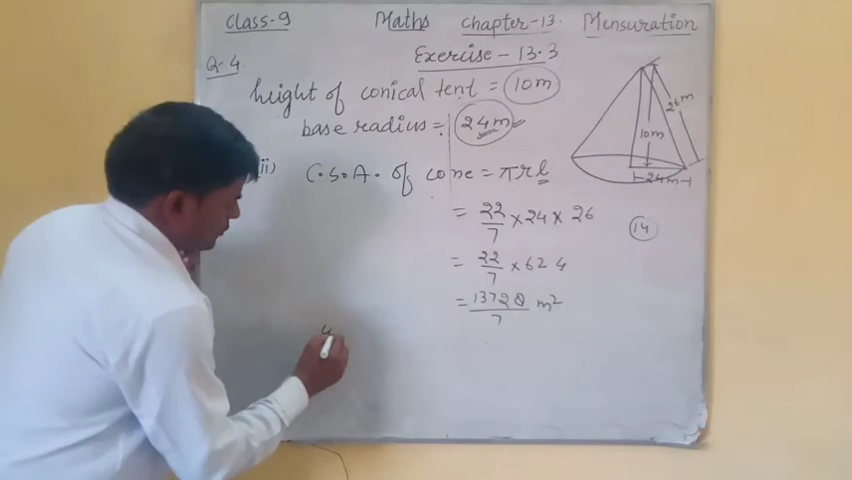 Class-9 Maths Chapter-13. Mensuration
Exercise-13.3
Q-4
height of conical tent = 10m
base radius = 24m
ii) C.S.A. of cone = πrl
= 22/7 × 24 × 26
= 22/7 × 624
= 13728/7 m²
26m
10m
24m
14